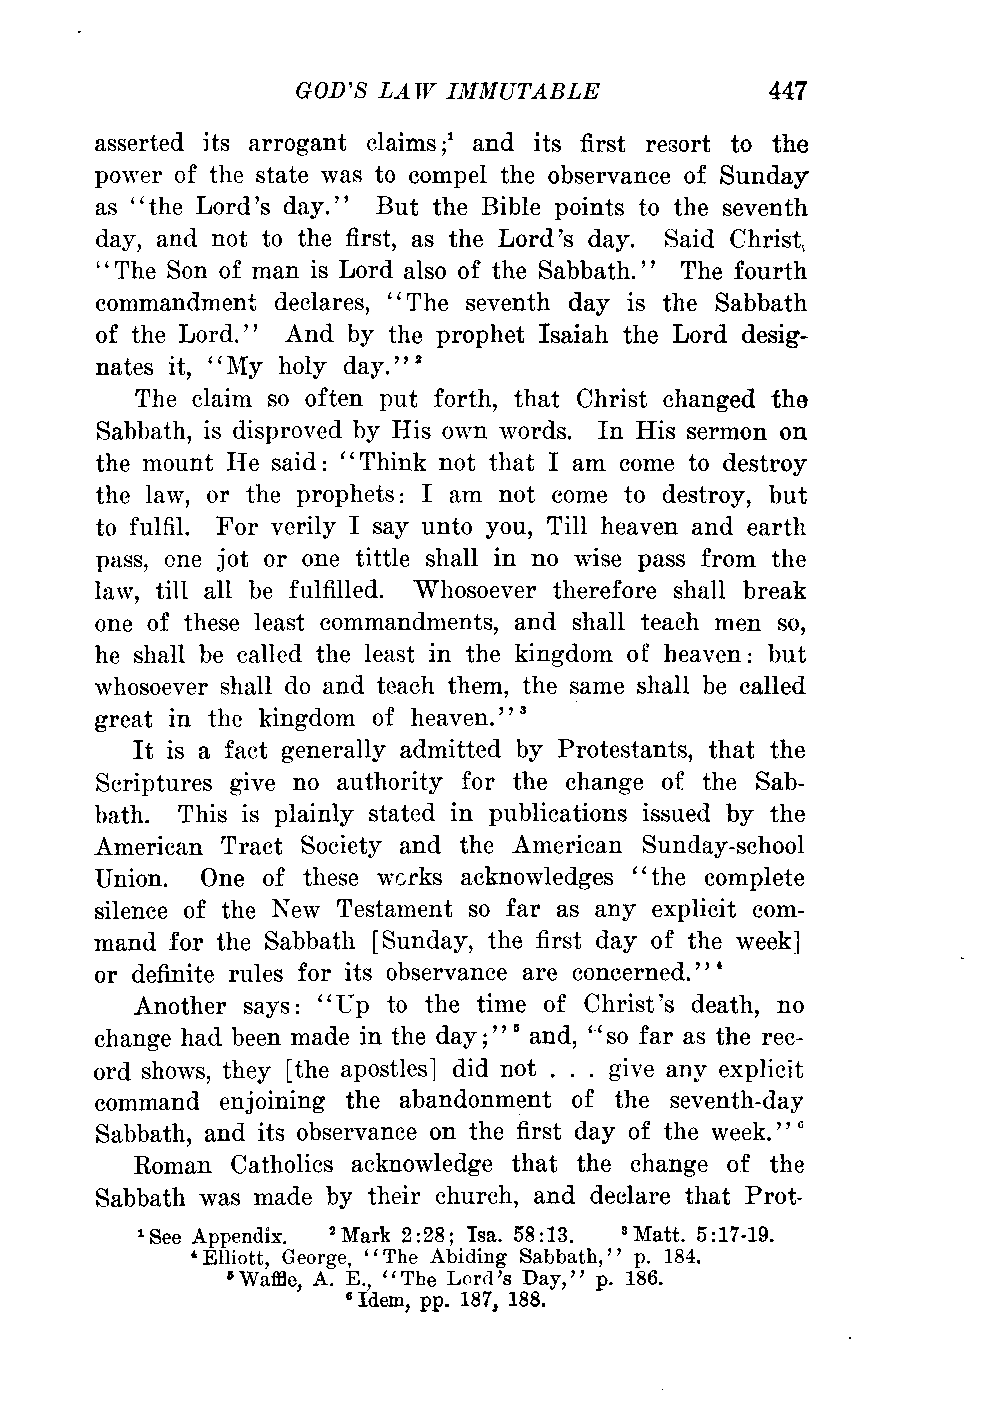 GOD'S LAW IMMUTABLE 447
asserted its arrogant claims;¹ and its first resort to the
power of the state was to compel the observance of Sunday
as "the Lord's day." But the Bible points to the seventh
day, and not to the first, as the Lord's day. Said Christ,
"The Son of man is Lord also of the Sabbath." The fourth
commandment declares, "The seventh day is the Sabbath
of the Lord." And by the prophet Isaiah the Lord desig-
nates it, "My holy day."²
The claim so often put forth, that Christ changed the
Sabbath, is disproved by His own words. In His sermon on
the mount He said: "Think not that I am come to destroy
the law, or the prophets: I am not come to destroy, but
to fulfil. For verily I say unto you, Till heaven and earth
pass, one jot or one tittle shall in no wise pass from the
law, till all be fulfilled. Whosoever therefore shall break
one of these least commandments, and shall teach men so,
he shall be called the least in the kingdom of heaven: but
whosoever shall do and teach them, the same shall be called
great in the kingdom of heaven."³
It is a fact generally admitted by Protestants, that the
Scriptures give no authority for the change of the Sab-
bath. This is plainly stated in publications issued by the
American Tract Society and the American Sunday-school
Union. One of these works acknowledges "the complete
silence of the New Testament so far as any explicit com-
mand for the Sabbath [Sunday, the first day of the week]
or definite rules for its observance are concerned."⁴
Another says: "Up to the time of Christ's death, no
change had been made in the day;"⁵ and, "so far as the rec-
ord shows, they [the apostles] did not . . . give any explicit
command enjoining the abandonment of the seventh-day
Sabbath, and its observance on the first day of the week."⁶
Roman Catholics acknowledge that the change of the
Sabbath was made by their church, and declare that Prot-
¹See Appendix. ²Mark 2:28; Isa. 58:13. ³Matt. 5:17-19.
⁴Elliott, George, "The Abiding Sabbath," p. 184.
⁵Waffle, A. E., "The Lord's Day," p. 186.
⁶Idem, pp. 187, 188.